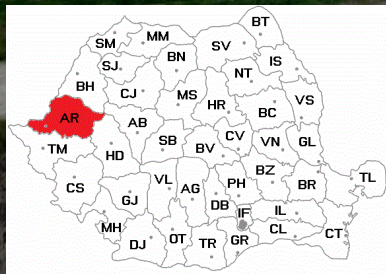 BT
SM
MM
SV
SJ
BN
NT
IS
BH
CJ
MS
HR
BC
VS
AR
AB
TM
HD
SB
BV
CV
VN
GL
CS
GJ
VL
AG
PH
BZ
BR
TL
DB
MH
IF
IL
DJ
OT
TR
GR
CL
CT